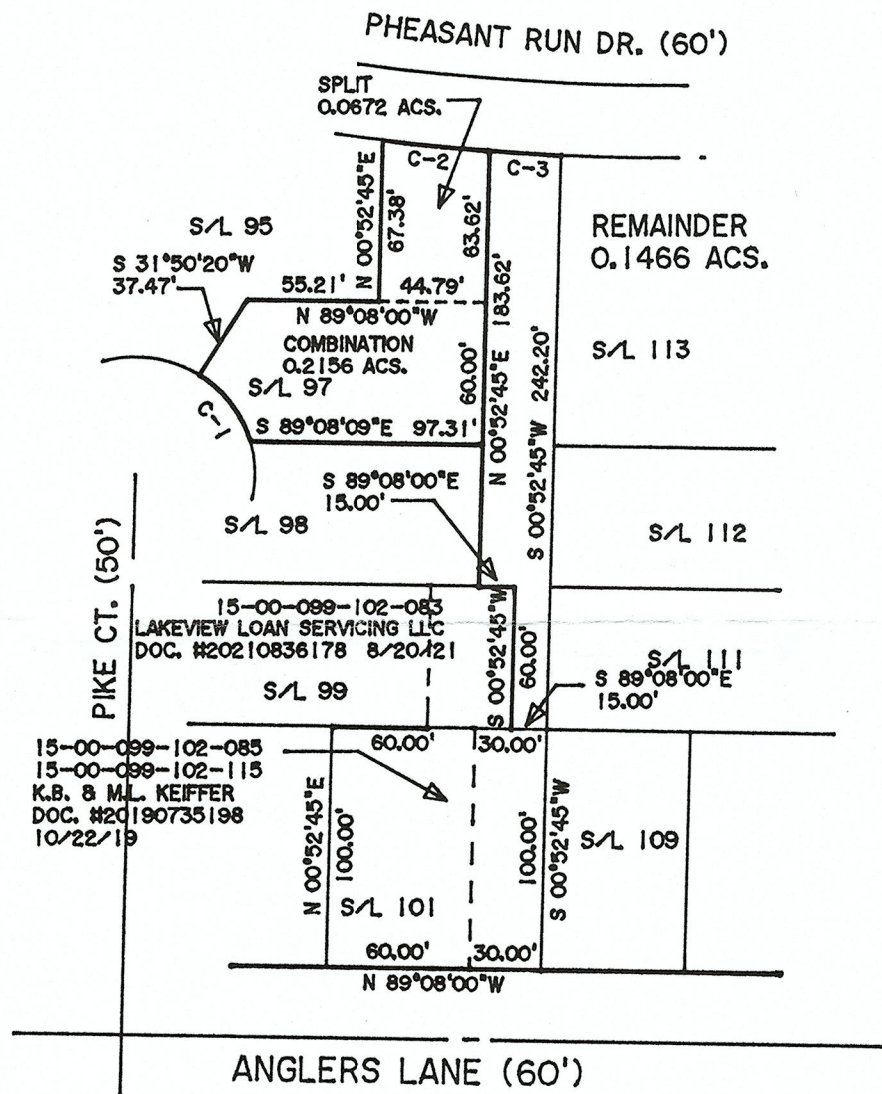 PHEASANT RUN DR. (60')
SPLIT
0.0672 ACS.
C-2
C-3
N 00°52'45"E
67.38'
63.62'
S/L 95
REMAINDER
0.1466 ACS.
S 31°50'20"W
37.47'
55.21'
44.79'
N 89°08'00"W
COMBINATION
0.2156 ACS.
S/L 97
60.00'
N 00°52'45"E 183.62'
S 00°52'45"W 242.20'
S/L 113
C-1
S 89°08'09"E 97.31'
S 89°08'00"E
15.00'
S/L 98
S/L 112
PIKE CT. (50')
15-00-099-102-083
LAKEVIEW LOAN SERVICING LLC
DOC. #20210836178 8/20/21
S/L 99
S 00°52'45"W
60.00'
S/L 111
S 89°08'00"E
15.00'
60.00'
30.00'
15-00-099-102-085
15-00-099-102-115
K.B. & M.L. KEIFFER
DOC. #20190735198
10/22/19
N 00°52'45"E
100.00'
100.00'
S 00°52'45"W
S/L 109
S/L 101
60.00'
30.00'
N 89°08'00"W
ANGLERS LANE (60')